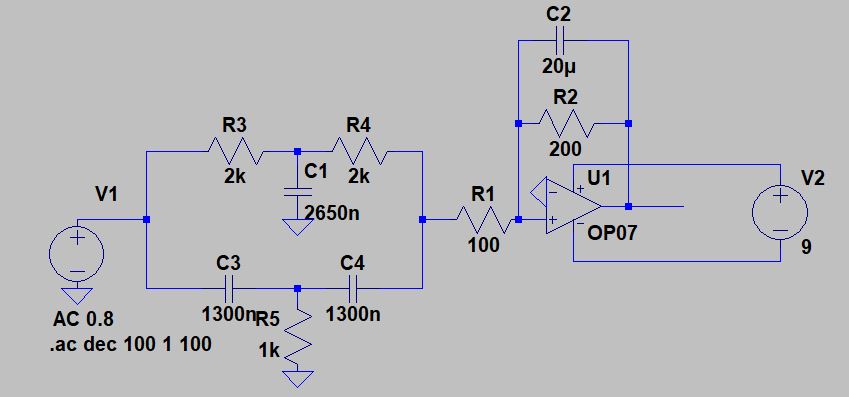 C2
20µ
R2
200
R3
2k
C1
2650n
R4
2k
V1
AC 0.8
.ac dec 100 1 100
C3
1300n
C4
1300n
R5
1k
R1
100
U1
OP07
V2
9